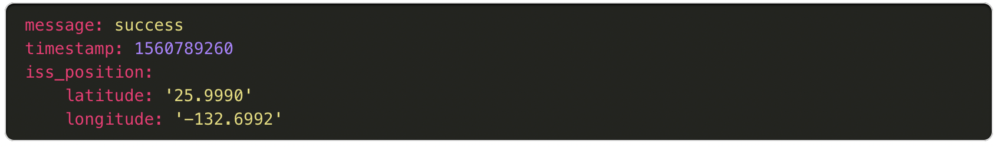 message: success
timestamp: 1560789260
iss_position:
    latitude: '25.9990'
    longitude: '-132.6992'